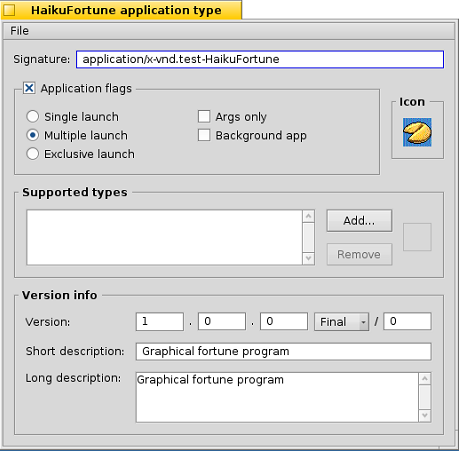 HaikuFortune application type
File
Signature: application/x-vnd.test-HaikuFortune
Application flags
Single launch Args only
Multiple launch Background app
Exclusive launch
Icon
Supported types
Add...
Remove
Version info
Version: 1 . 0 . 0 Final / 0
Short description: Graphical fortune program
Long description: Graphical fortune program